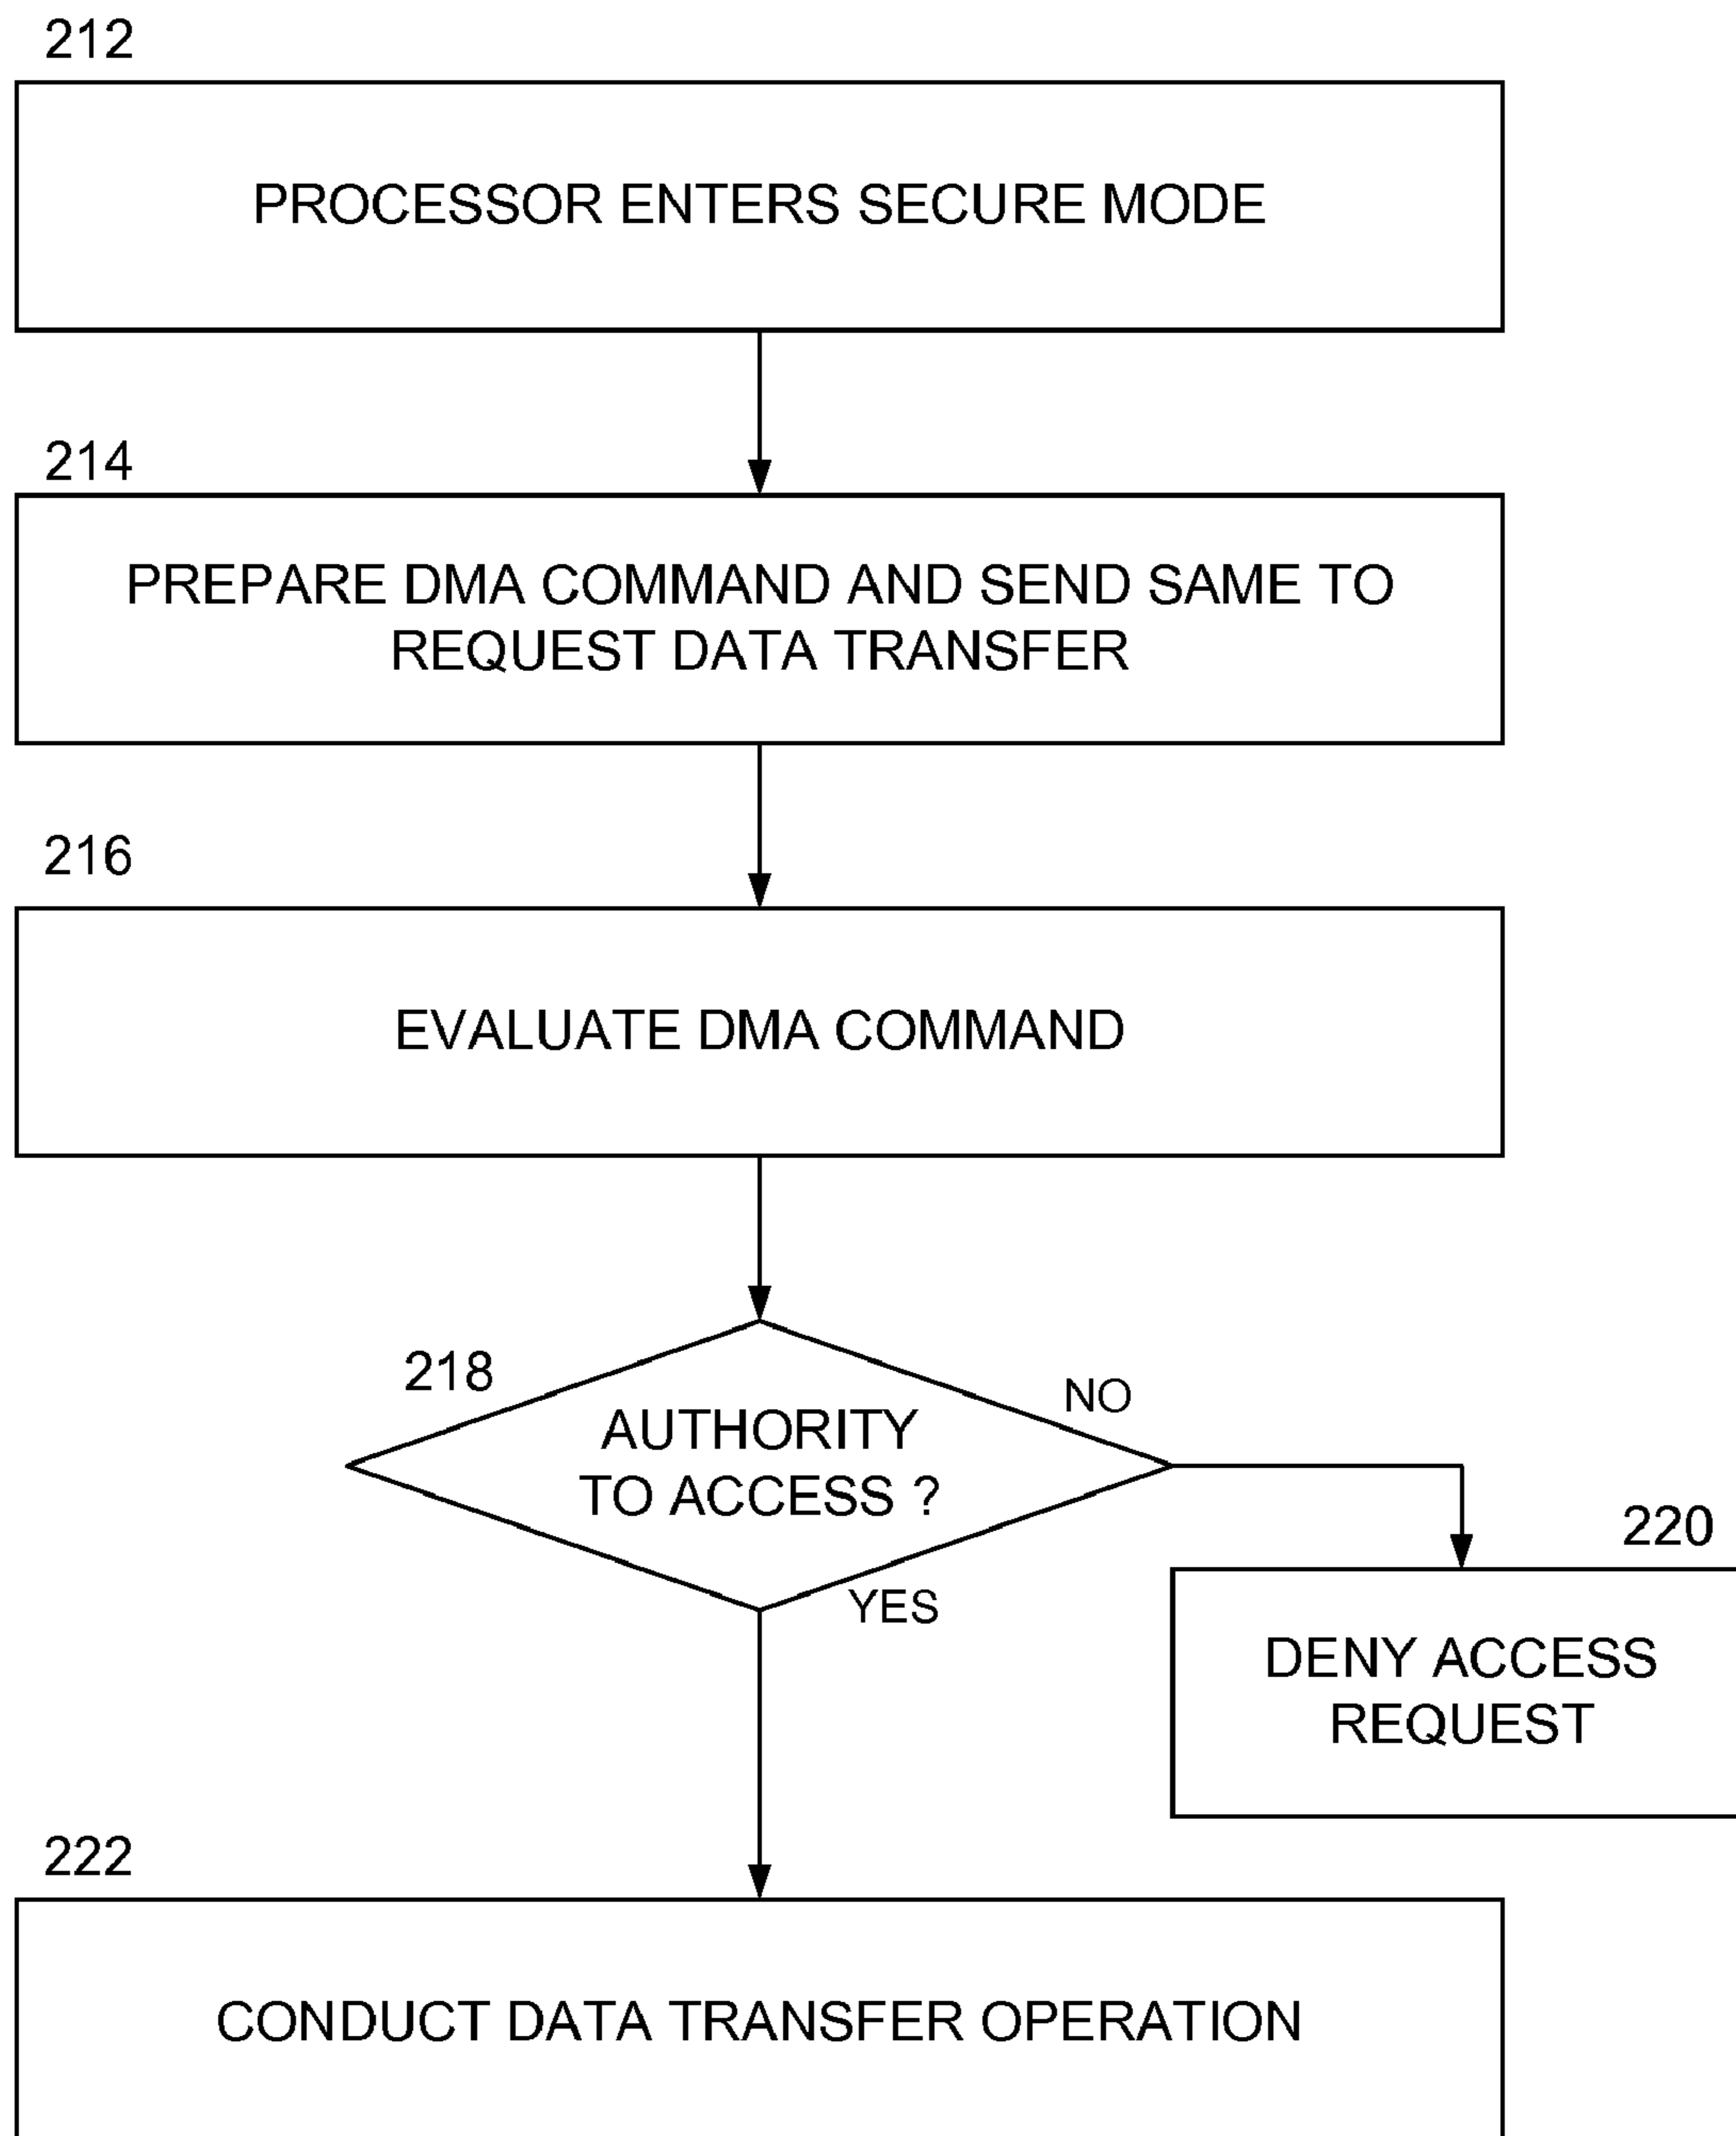 212
PROCESSOR ENTERS SECURE MODE
214
PREPARE DMA COMMAND AND SEND SAME TO
REQUEST DATA TRANSFER
216
EVALUATE DMA COMMAND
218
AUTHORITY
TO ACCESS ?
NO
YES
220
DENY ACCESS
REQUEST
222
CONDUCT DATA TRANSFER OPERATION